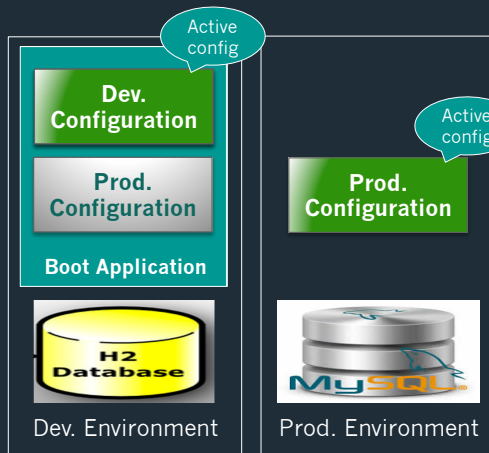 Active
config
Dev.
Configuration
Prod.
Configuration
Boot Application
H2
Database
Dev. Environment
Active
config
Prod.
Configuration
MySQL
Prod. Environment